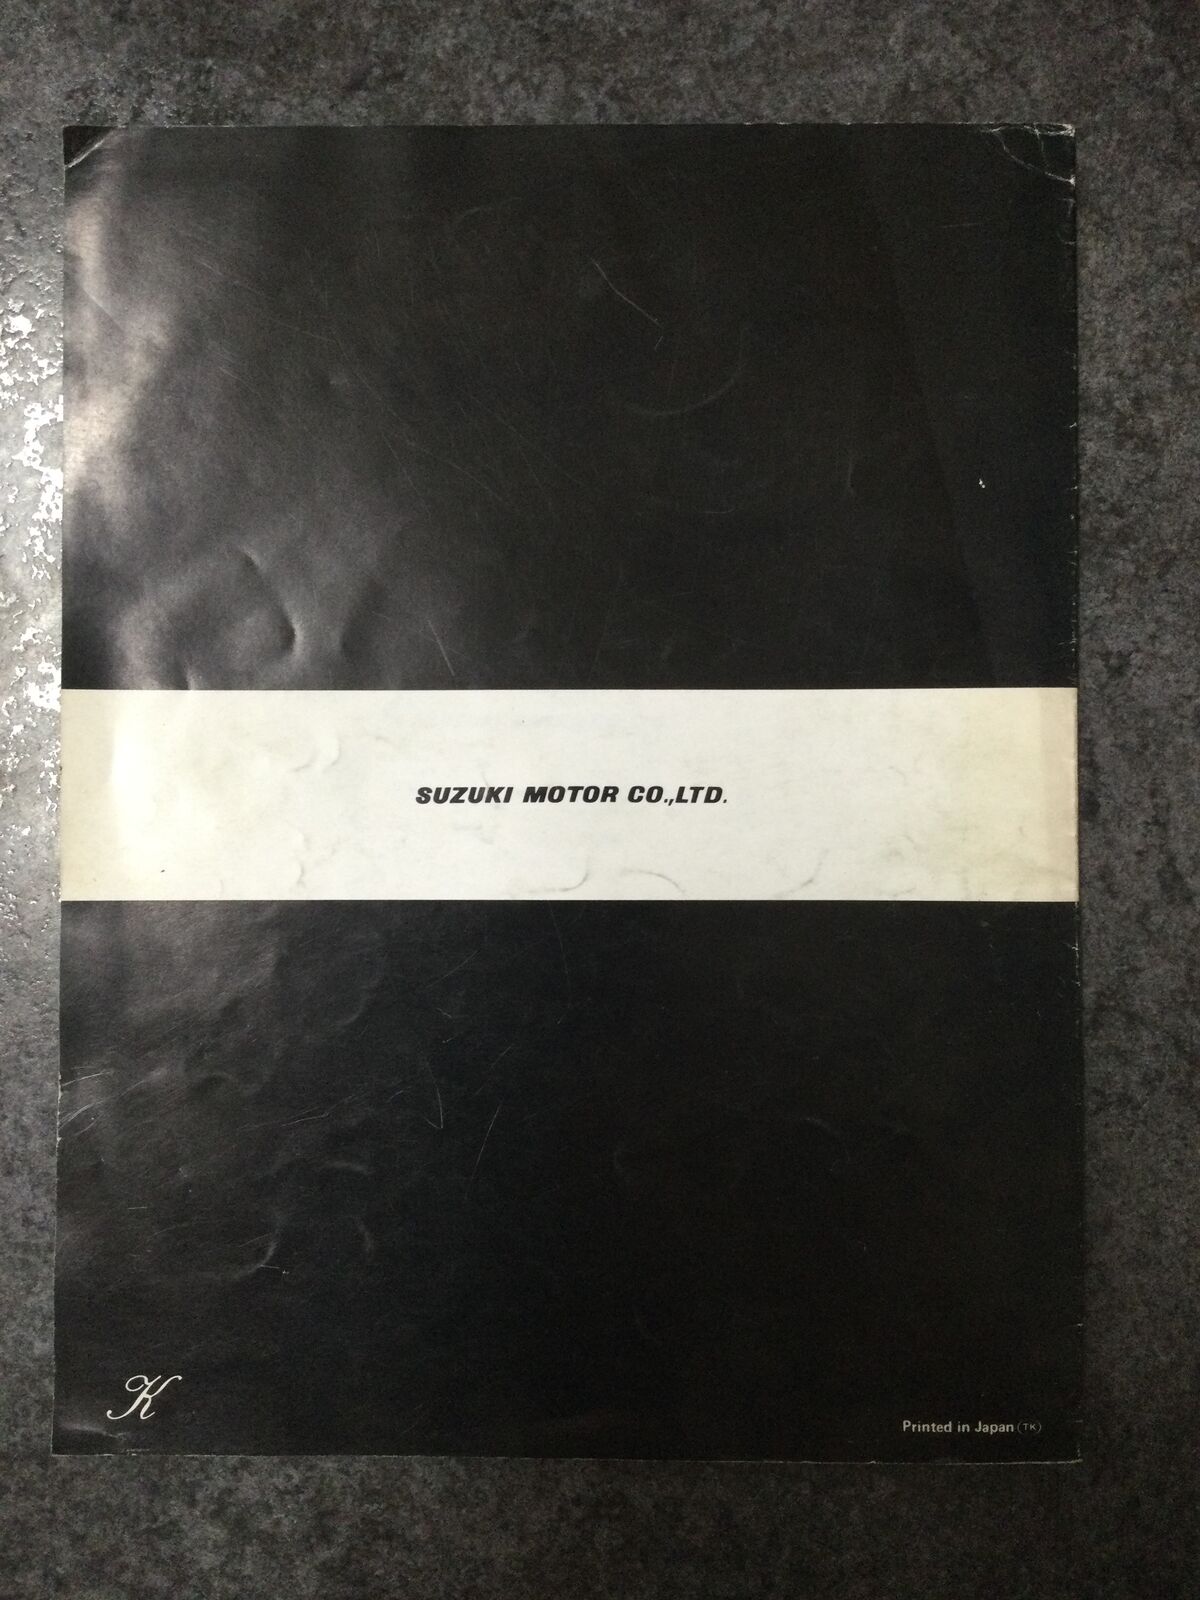 SUZUKI MOTOR CO.,LTD.
K
Printed in Japan (TK)